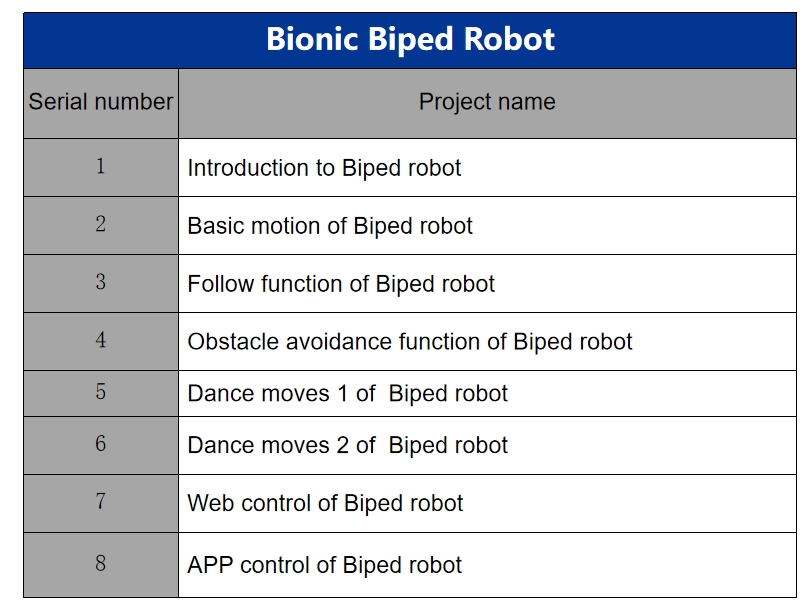 Bionic Biped Robot
Serial number Project name
1 Introduction to Biped robot
2 Basic motion of Biped robot
3 Follow function of Biped robot
4 Obstacle avoidance function of Biped robot
5 Dance moves 1 of  Biped robot
6 Dance moves 2 of  Biped robot
7 Web control of Biped robot
8 APP control of Biped robot